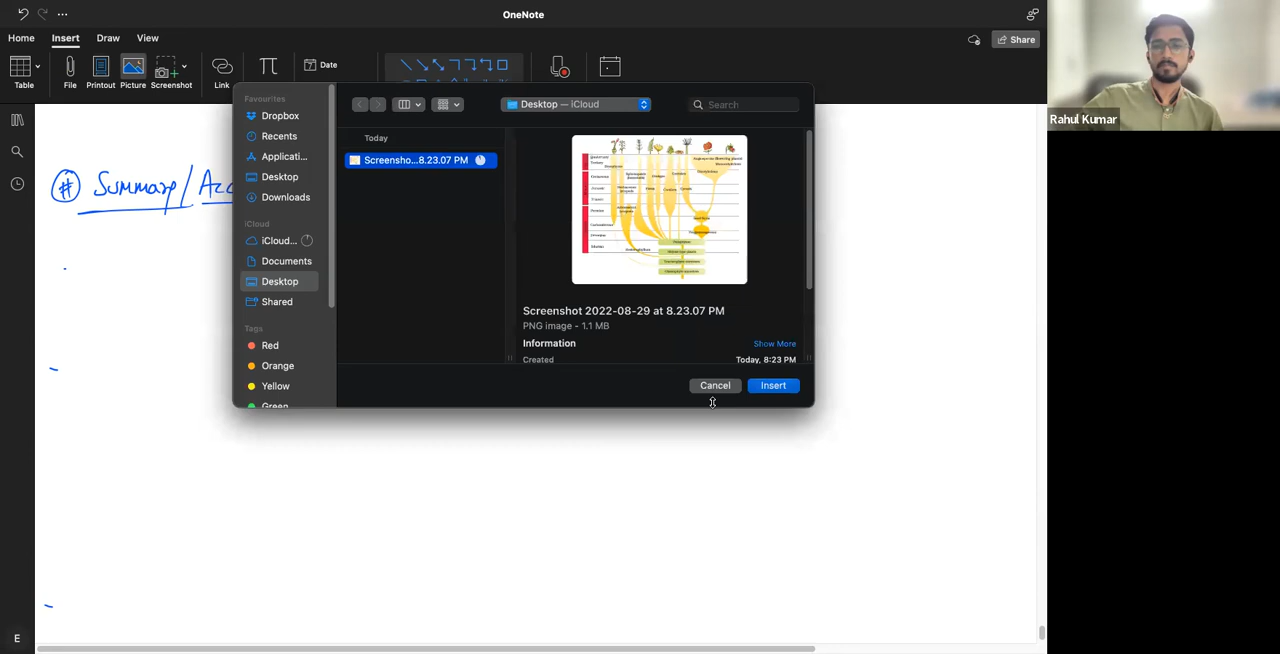 OneNote
Home Insert Draw View
Share
Table File Printout Picture Screenshot Link Date
Rahul Kumar
Favourites
Dropbox
Recents
Applicati...
Desktop
Downloads
iCloud
iCloud...
Documents
Desktop
Shared
Tags
Red
Orange
Yellow
Green
Desktop — iCloud
Search
Today
Screensho...8.23.07 PM
Screenshot 2022-08-29 at 8.23.07 PM
PNG image - 1.1 MB
Information Show More
Created Today, 8:23 PM
Cancel Insert
# Summary/Acc
E